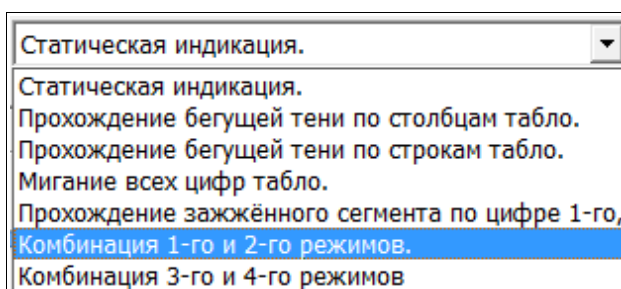 Статическая индикация.
Статическая индикация.
Прохождение бегущей тени по столбцам табло.
Прохождение бегущей тени по строкам табло.
Мигание всех цифр табло.
Прохождение зажжённого сегмента по цифре 1-го,
Комбинация 1-го и 2-го режимов.
Комбинация 3-го и 4-го режимов